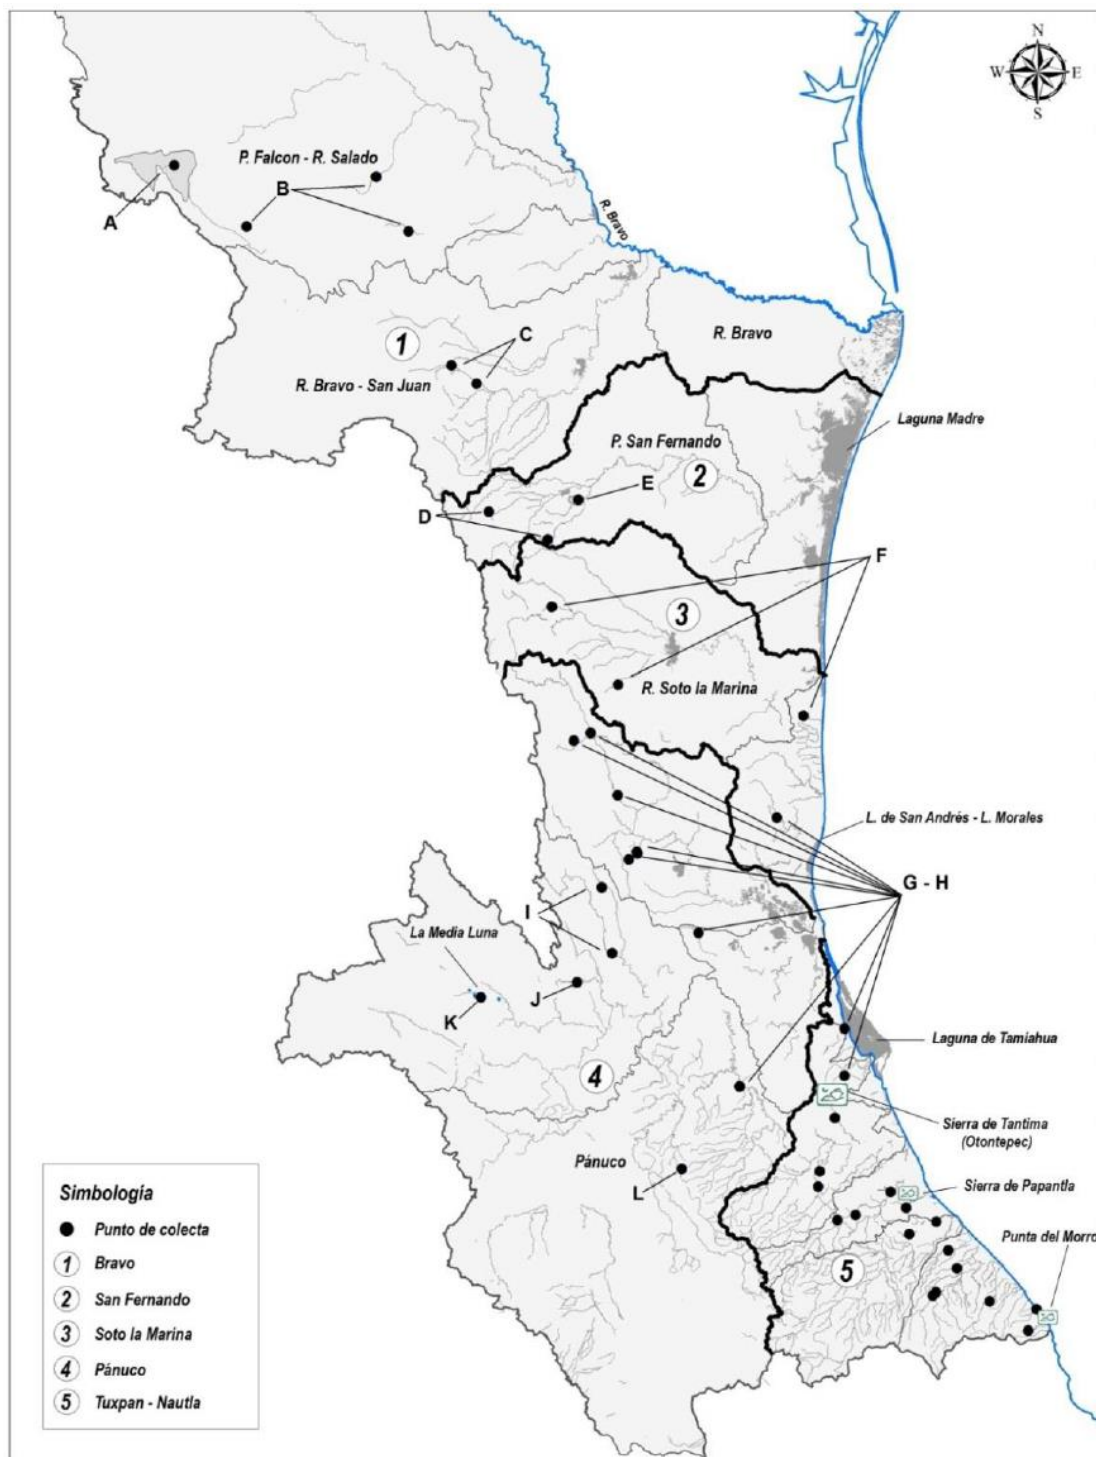 N
W E
S
P. Falcon - R. Salado
B
A
R. Bravo
R. Bravo
C
1
R. Bravo - San Juan
Laguna Madre
P. San Fernando
2
E
D
F
3
R. Soto la Marina
L. de San Andrés - L. Morales
G - H
I
La Media Luna
J
K
Laguna de Tamiahua
4
Sierra de Tantima
(Otontepec)
Pánuco
L
Sierra de Papantla
Punta del Morro
5
Simbología
Punto de colecta
1 Bravo
2 San Fernando
3 Soto la Marina
4 Pánuco
5 Tuxpan - Nautla